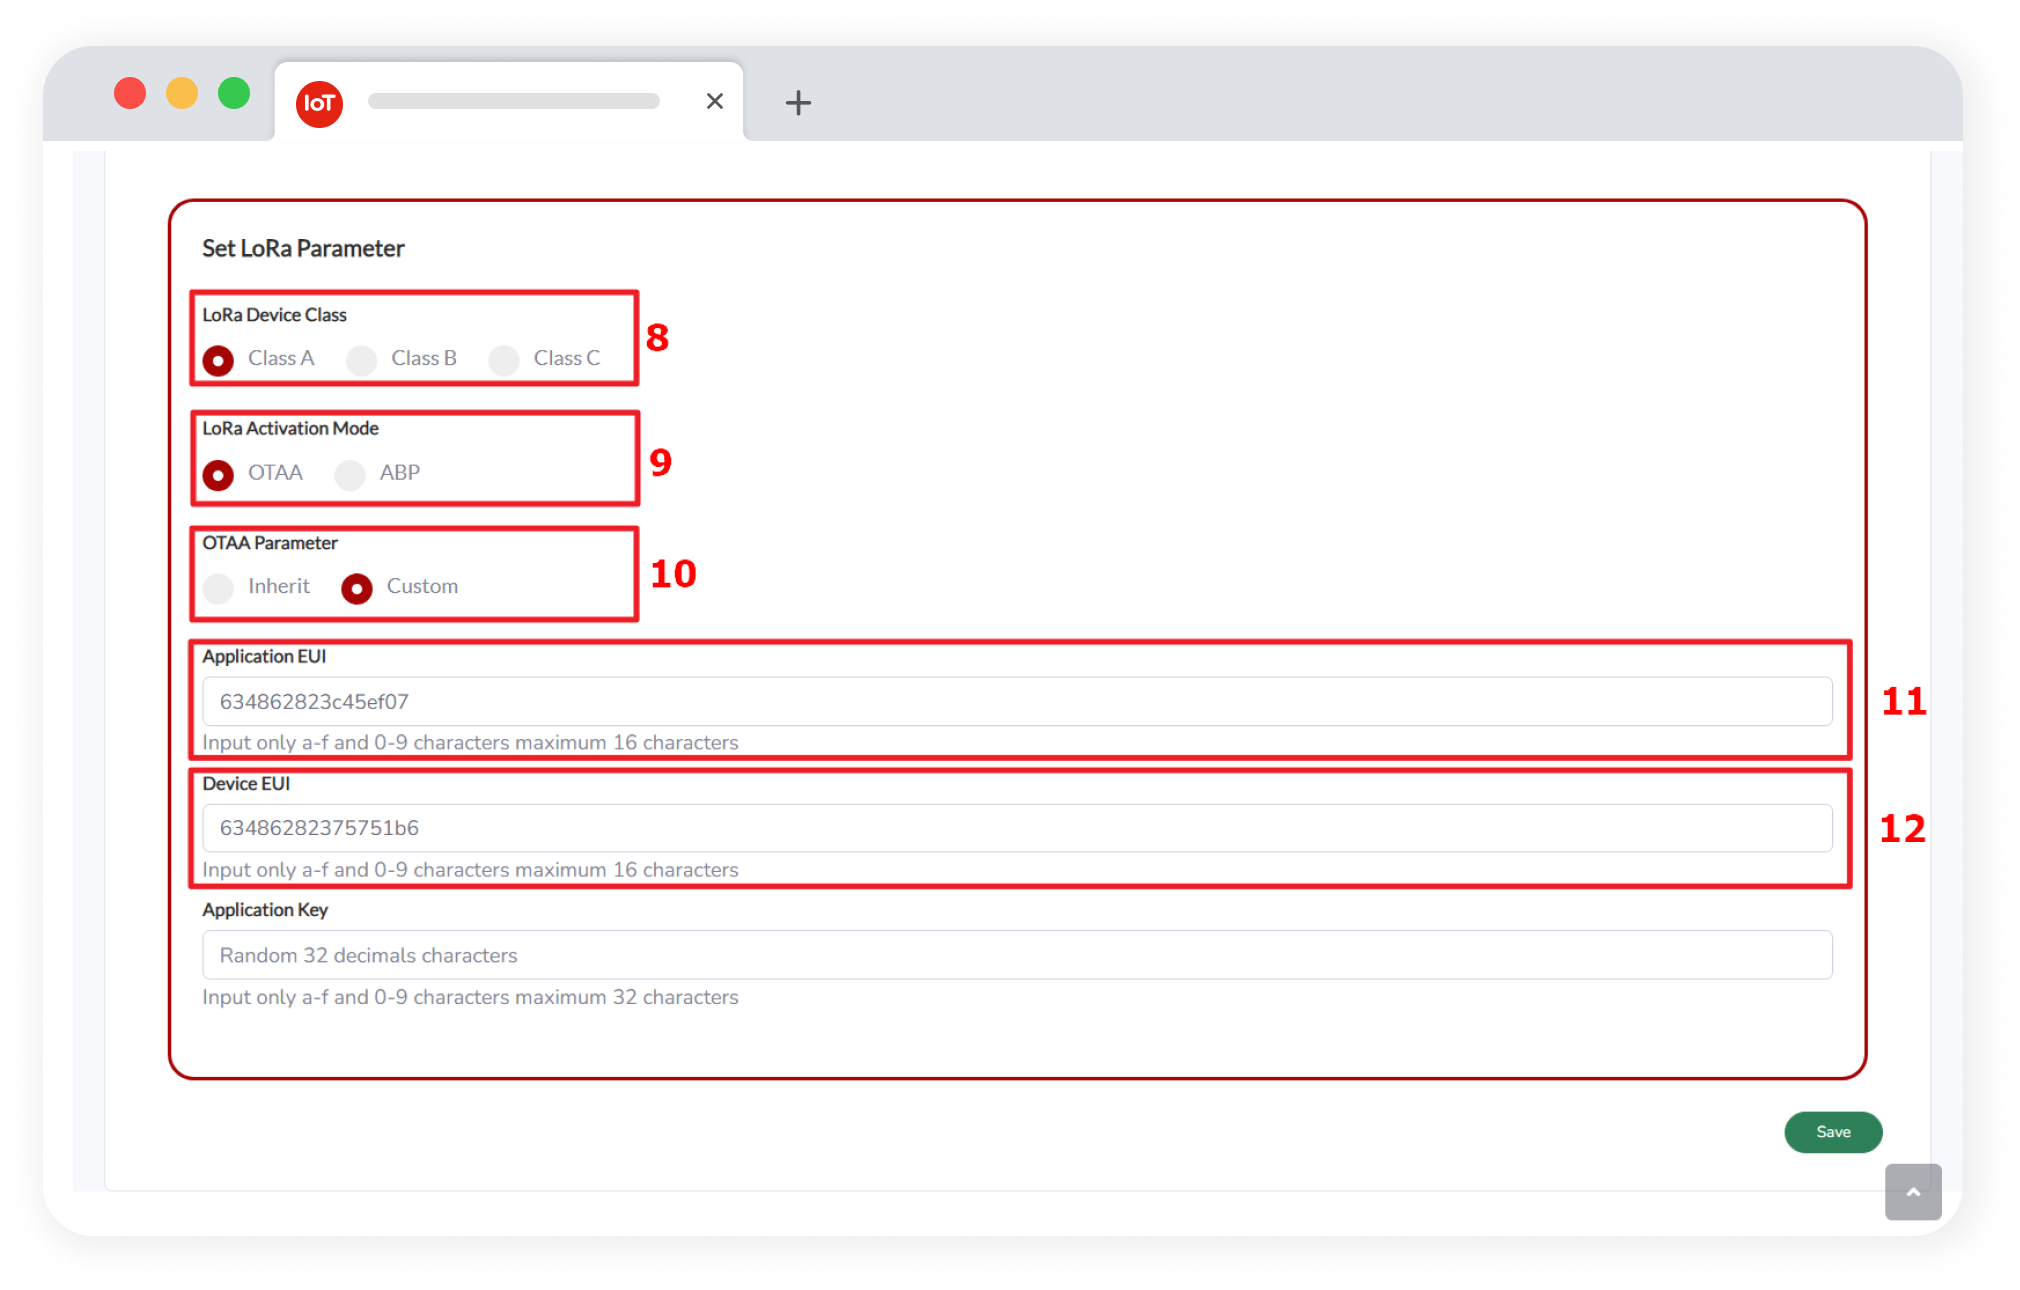 IoT
Set LoRa Parameter
LoRa Device Class
Class A Class B Class C
8
LoRa Activation Mode
OTAA ABP
9
OTAA Parameter
Inherit Custom
10
Application EUI
634862823c45ef07
Input only a-f and 0-9 characters maximum 16 characters
11
Device EUI
63486282375751b6
Input only a-f and 0-9 characters maximum 16 characters
12
Application Key
Random 32 decimals characters
Input only a-f and 0-9 characters maximum 32 characters
Save